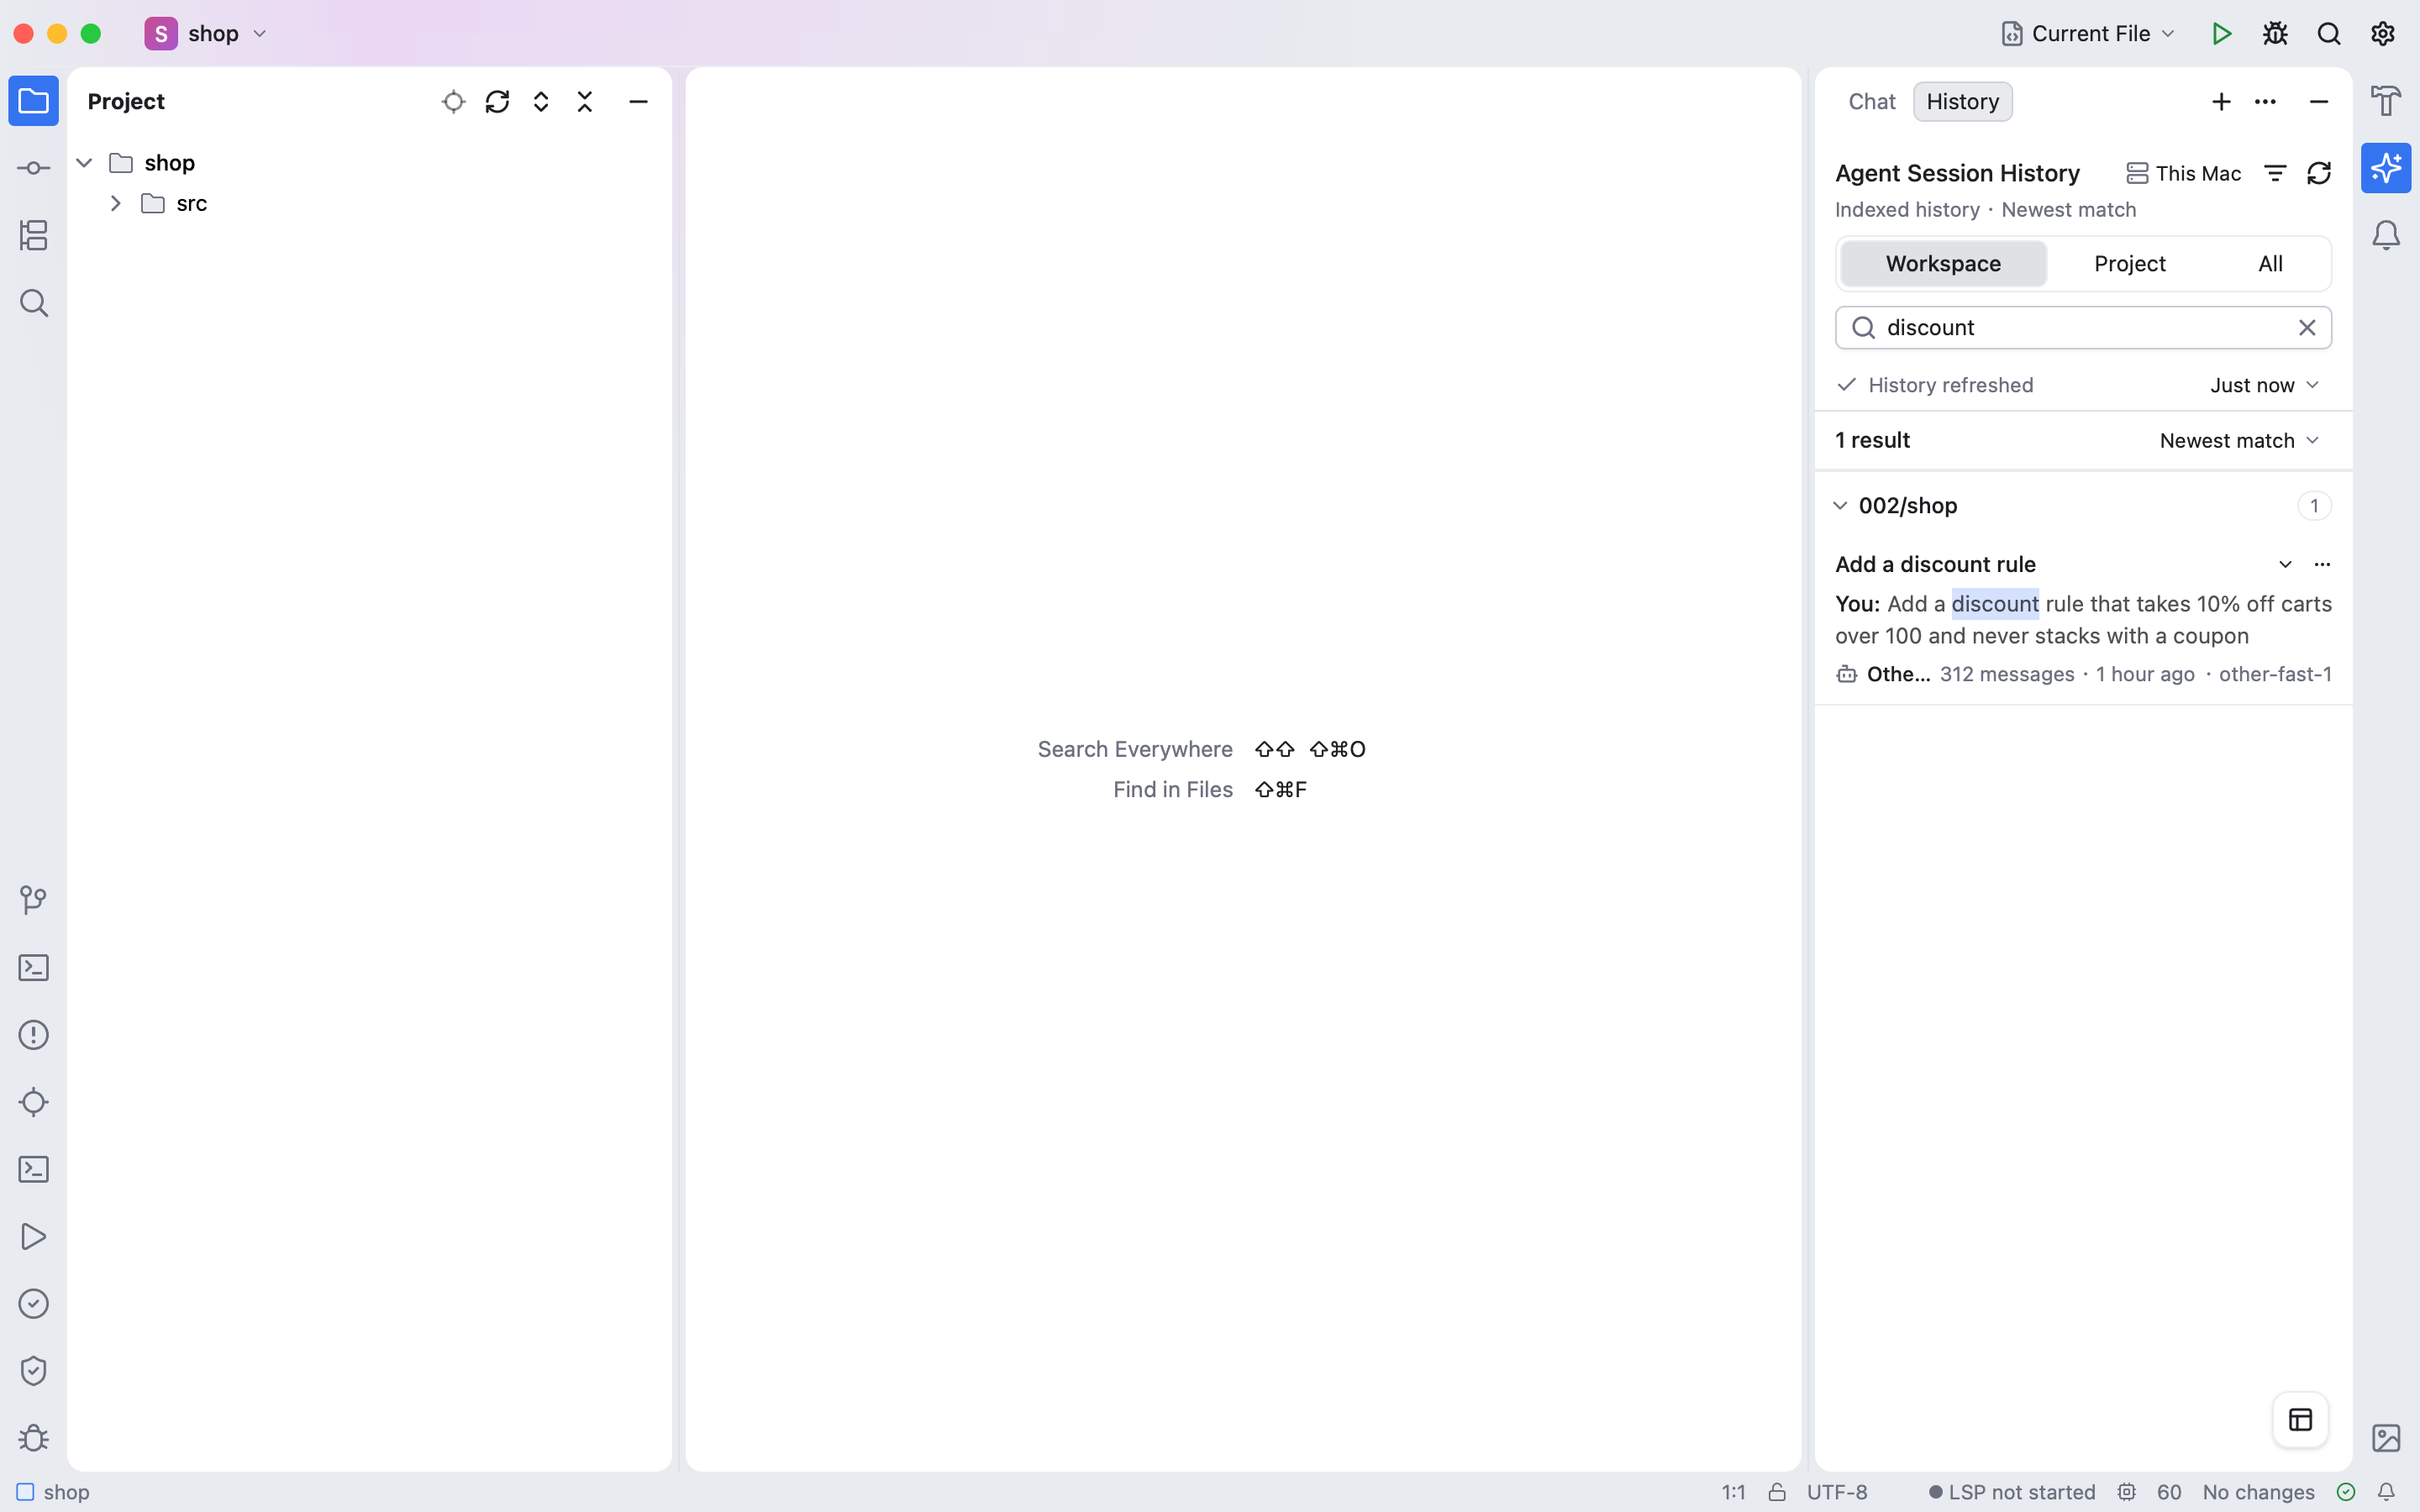 S shop
Current File
Project
shop
src
Search Everywhere ⇧⇧ ⇧⌘O
Find in Files ⇧⌘F
Chat History
Agent Session History This Mac
Indexed history · Newest match
Workspace Project All
discount
History refreshed Just now
1 result Newest match
002/shop 1
Add a discount rule
You: Add a discount rule that takes 10% off carts
over 100 and never stacks with a coupon
Othe... 312 messages · 1 hour ago · other-fast-1
shop 1:1 UTF-8 LSP not started 60 No changes